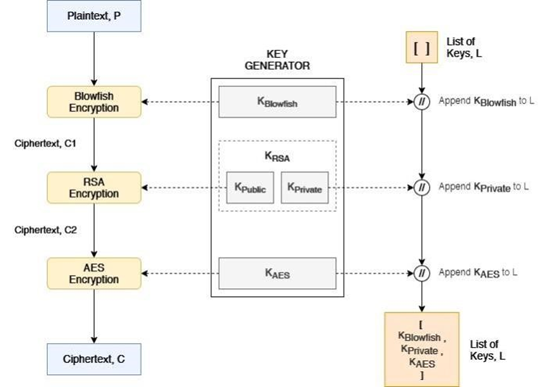 Plaintext, P
KEY
GENERATOR
[ ]
List of
Keys, L
Blowfish
Encryption
KBlowfish
//
Append KBlowfish to L
Ciphertext, C1
KRSA
RSA
Encryption
KPublic
KPrivate
//
Append KPrivate to L
Ciphertext, C2
AES
Encryption
KAES
//
Append KAES to L
Ciphertext, C
[
KBlowfish ,
KPrivate ,
KAES
]
List of
Keys, L